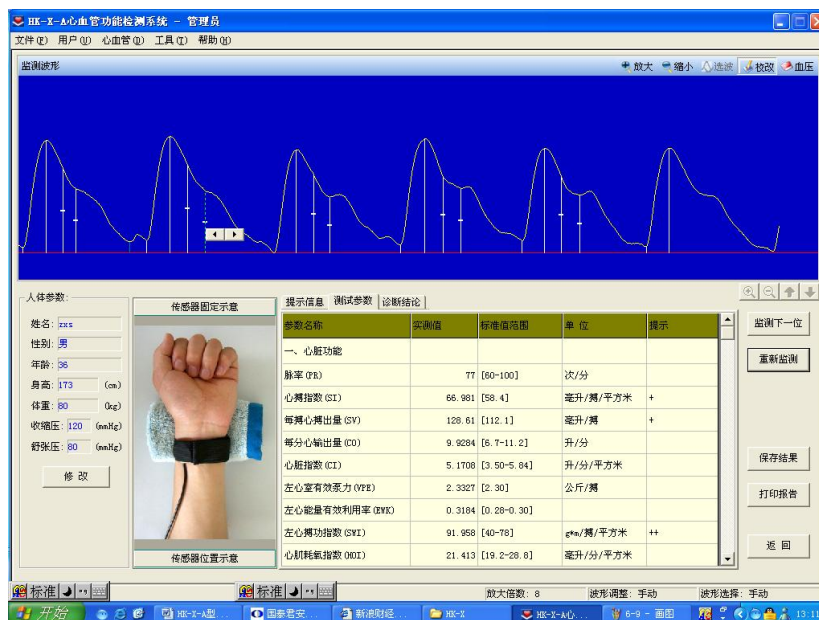 HK-X-A心血管功能检测系统 - 管理员
文件(F) 用户(U) 心血管(D) 工具(T) 帮助(H)
监测波形 放大 缩小 选波 校改 血压
人体参数:
姓名: zxs
性别: 男
年龄: 36
身高: 173 (cm)
体重: 80 (kg)
收缩压: 120 (mmHg)
舒张压: 80 (mmHg)
修 改
传感器固定示意
传感器位置示意
提示信息 测试参数 诊断结论
参数名称 实测值 标准值范围 单 位 提示
一、心脏功能
脉率(PR) 77 [60-100] 次/分
心搏指数(SI) 66.981 [58.4] 毫升/搏/平方米 +
每搏心搏出量(SV) 128.61 [112.1] 毫升/搏 +
每分心输出量(CO) 9.9284 [6.7-11.2] 升/分
心脏指数(CI) 5.1708 [3.50-5.84] 升/分/平方米
左心室有效泵力(VPE) 2.3327 [2.30] 公斤/搏
左心能量有效利用率(EWK) 0.3184 [0.28-0.30]
左心搏功指数(SWI) 91.958 [40-78] g*m/搏/平方米 ++
心肌耗氧指数(HOI) 21.413 [19.2-28.8] 毫升/分/平方米
监测下一位
重新监测
保存结果
打印报告
返 回
标准 标准 放大倍数: 8 波形调整: 手动 波形选择: 手动
开始 HK-X-A型... 国泰君安... 新浪财经... HK-X HK-X-A心... 6-9 - 画图 13:11